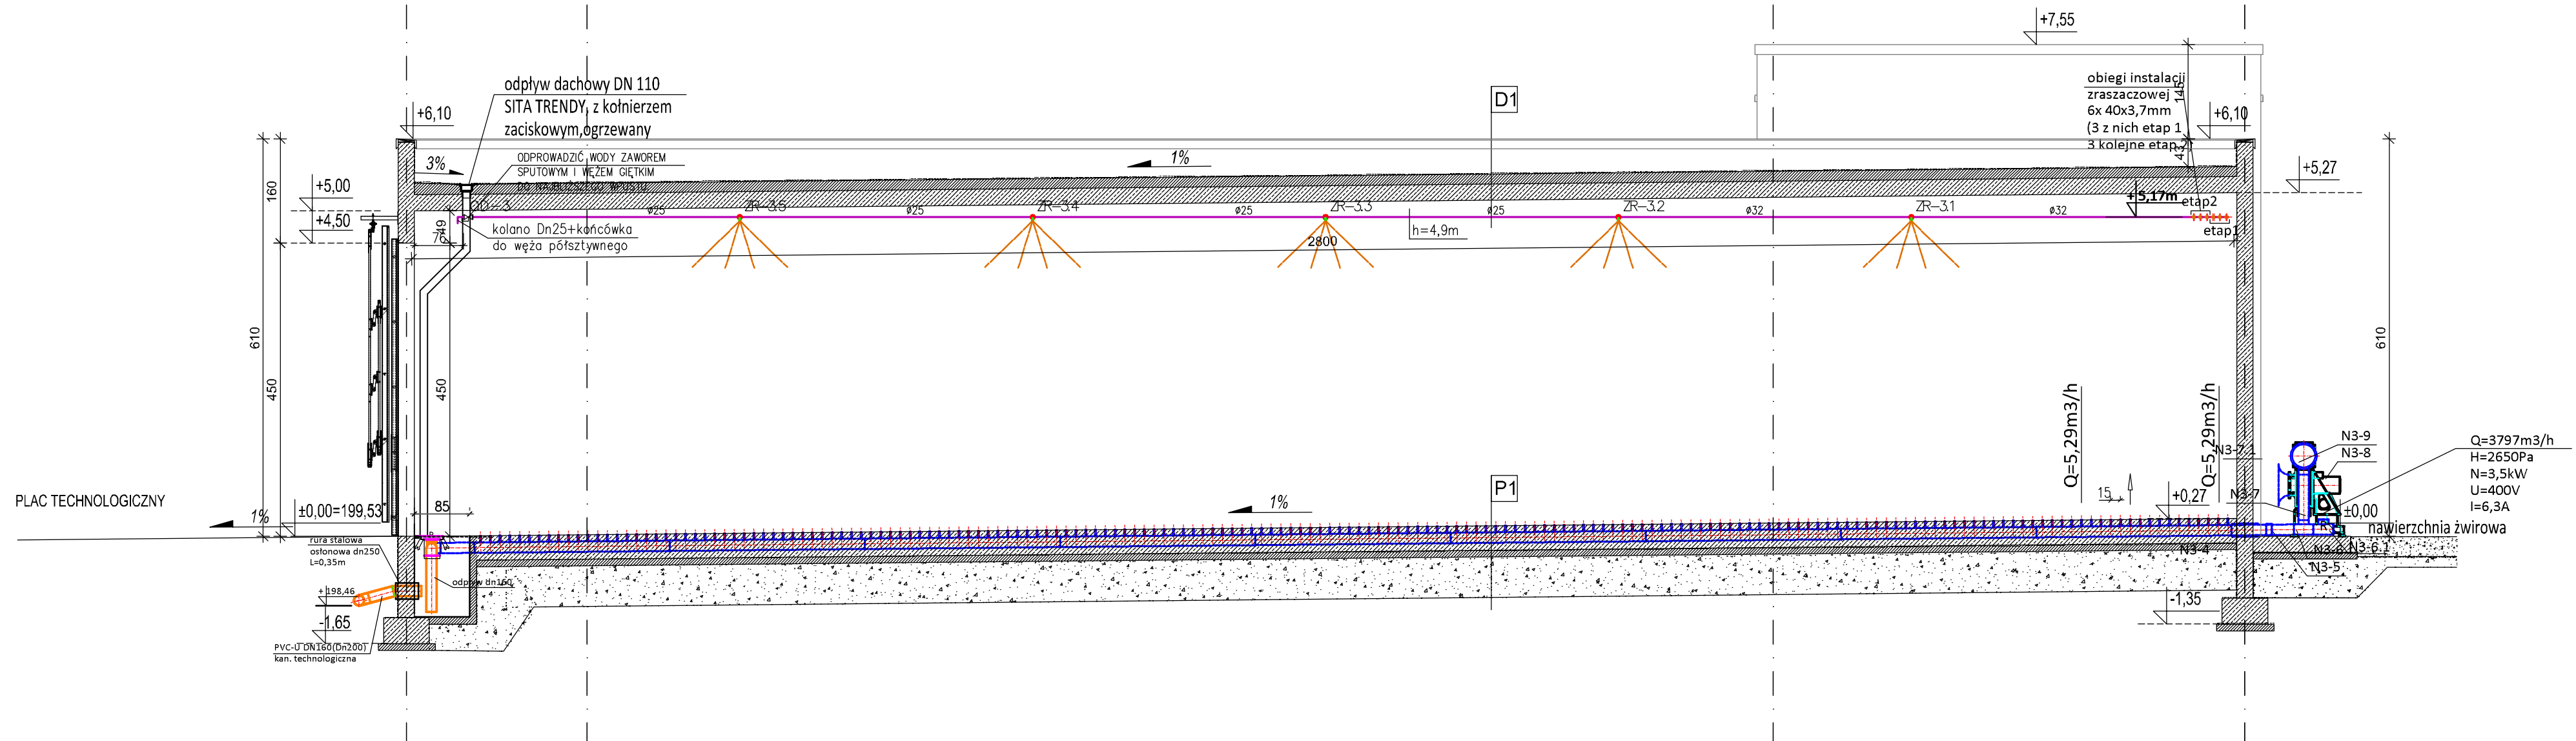 +7,55
odpływ dachowy DN 110
SITA TRENDY, z kołnierzem
zaciskowym,ogrzewany
obiegi instalacji
zraszaczowej
6x 40x3,7mm
(3 z nich etap 1
3 kolejne etap 2)
145
43
D1
+6,10
+6,10
3%
ODPROWADZIĆ WODY ZAWOREM
SPUTOWYM I WĘŻEM GIĘTKIM
DO NAJBLIŻSZEGO WPUSTU
1%
+5,27
+5,00
160
+5,17m
etap2
etap1
ø25
ZR-3.5
ø25
ZR-3.4
ø25
ZR-3.3
ø25
ZR-3.2
ø32
ZR-3.1
ø32
+4,50
49
76
kolano Dn25+końcówka
do węża półsztywnego
h=4,9m
2800
610
450
450
610
Q=5,29m3/h
Q=5,29m3/h
N3-7.1
N3-9
N3-8
Q=3797m3/h
H=2650Pa
N=3,5kW
U=400V
I=6,3A
PLAC TECHNOLOGICZNY
1%
±0,00=199,53
85
1%
P1
15
+0,27
N3-7
±0,00
nawierzchnia żwirowa
rura stalowa
osłonowa dn250
L=0,35m
odpływ dn160
N3-4
N3-6
N3-6.1
N3-5
+198,46
-1,65
-1,35
PVC-U DN160(Dn200)
kan. technologiczna